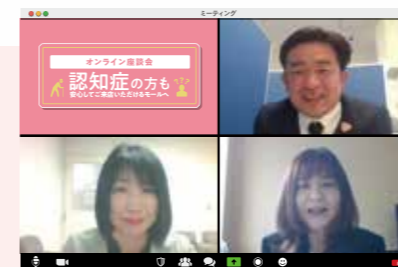 ミーティング
オンライン座談会
認知症の方も
安心してご来店いただけるモールへ